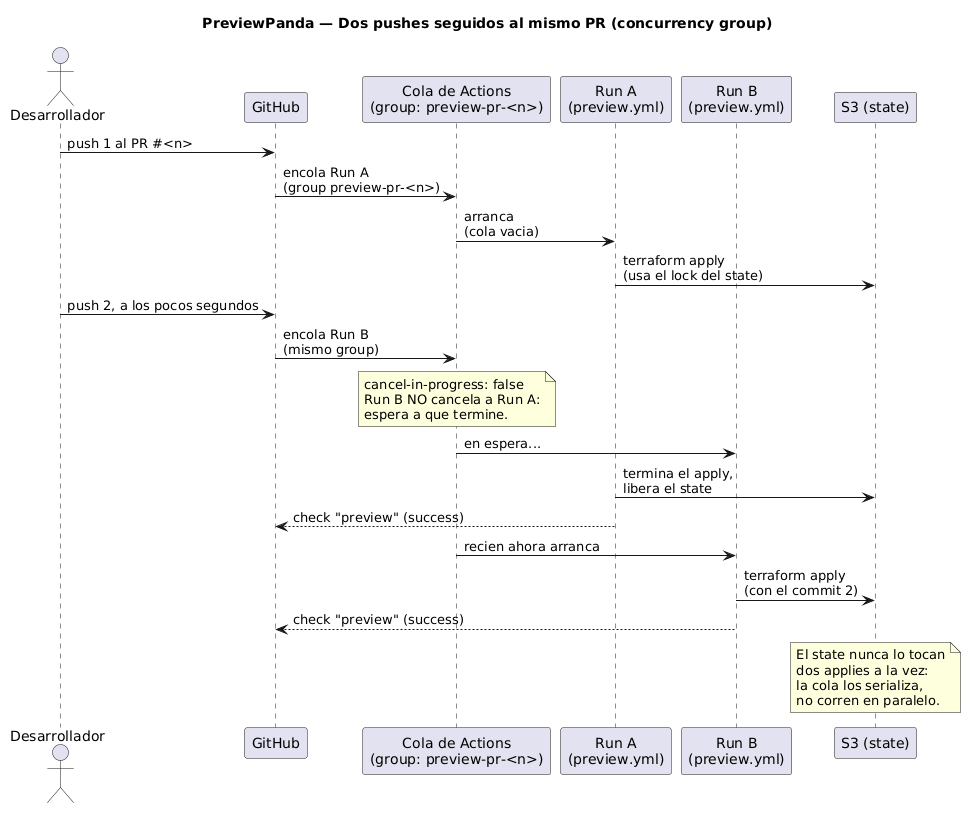 PreviewPanda — Dos pushes seguidos al mismo PR (concurrency group)
Desarrollador
GitHub
Cola de Actions
(group: preview-pr-<n>)
Run A
(preview.yml)
Run B
(preview.yml)
S3 (state)
push 1 al PR #<n>
encola Run A
(group preview-pr-<n>)
arranca
(cola vacia)
terraform apply
(usa el lock del state)
push 2, a los pocos segundos
encola Run B
(mismo group)
cancel-in-progress: false
Run B NO cancela a Run A:
espera a que termine.
en espera...
termina el apply,
libera el state
check "preview" (success)
recien ahora arranca
terraform apply
(con el commit 2)
check "preview" (success)
El state nunca lo tocan
dos applies a la vez:
la cola los serializa,
no corren en paralelo.
Desarrollador
GitHub
Cola de Actions
(group: preview-pr-<n>)
Run A
(preview.yml)
Run B
(preview.yml)
S3 (state)